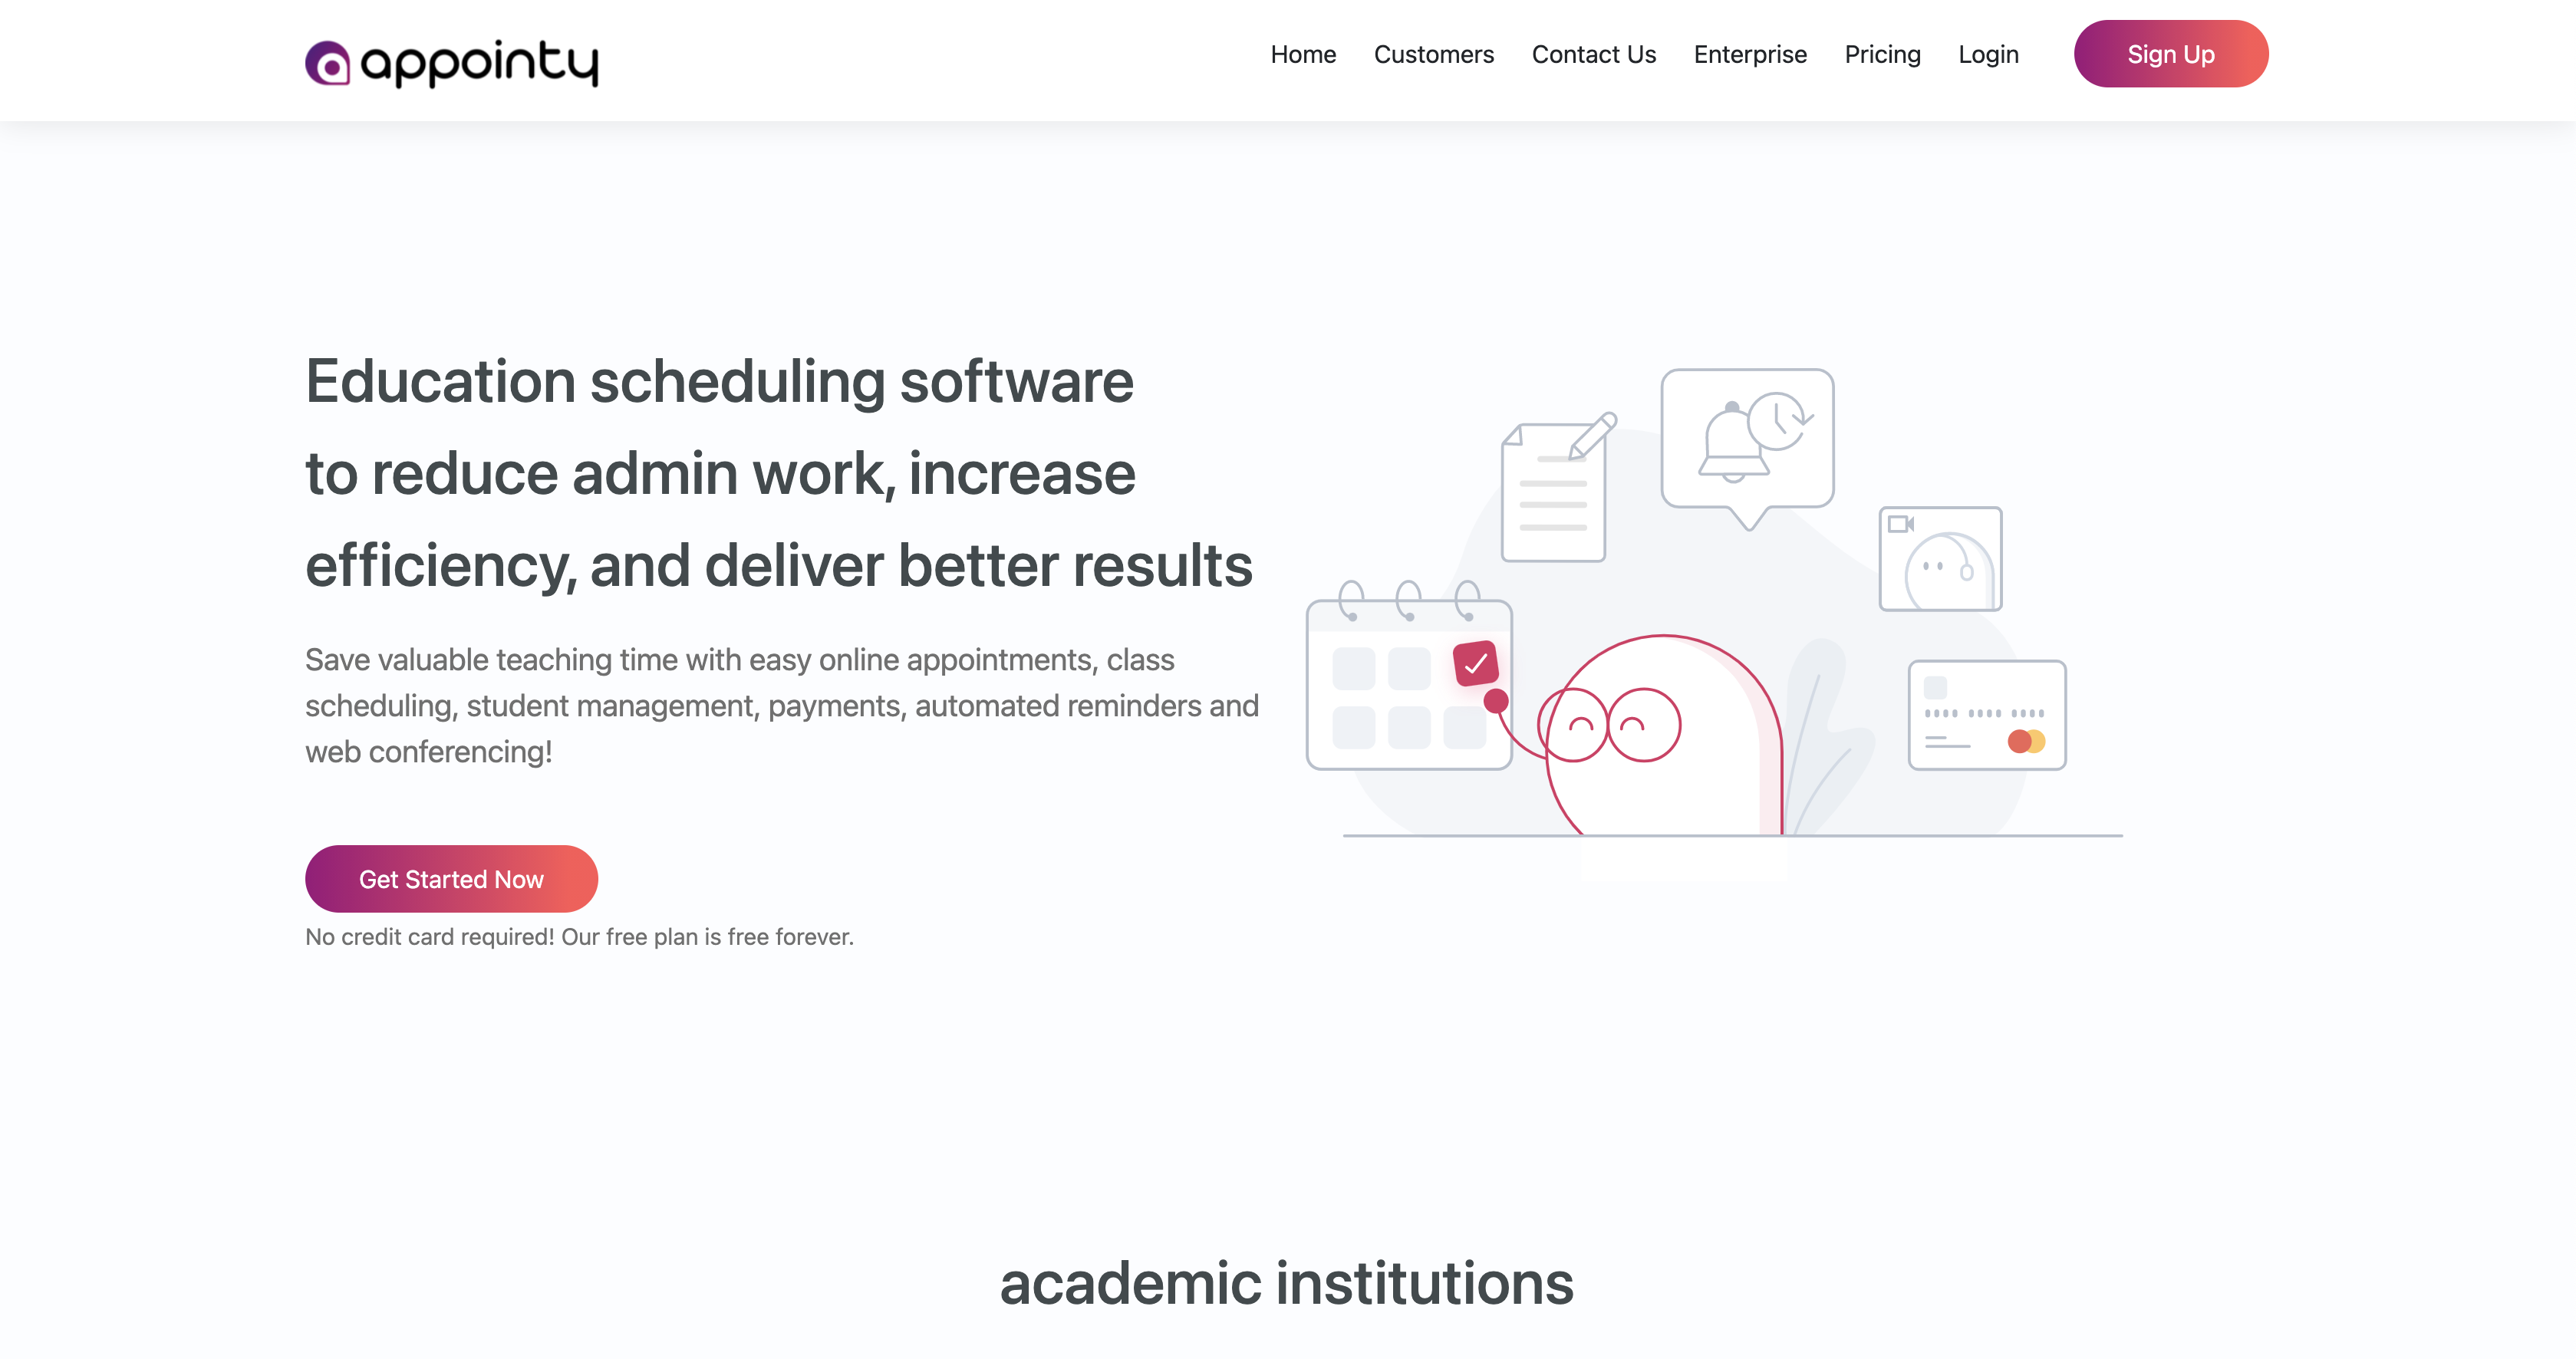 appointy
Home Customers Contact Us Enterprise Pricing Login Sign Up
Education scheduling software
to reduce admin work, increase
efficiency, and deliver better results
Save valuable teaching time with easy online appointments, class
scheduling, student management, payments, automated reminders and
web conferencing!
Get Started Now
No credit card required! Our free plan is free forever.
academic institutions